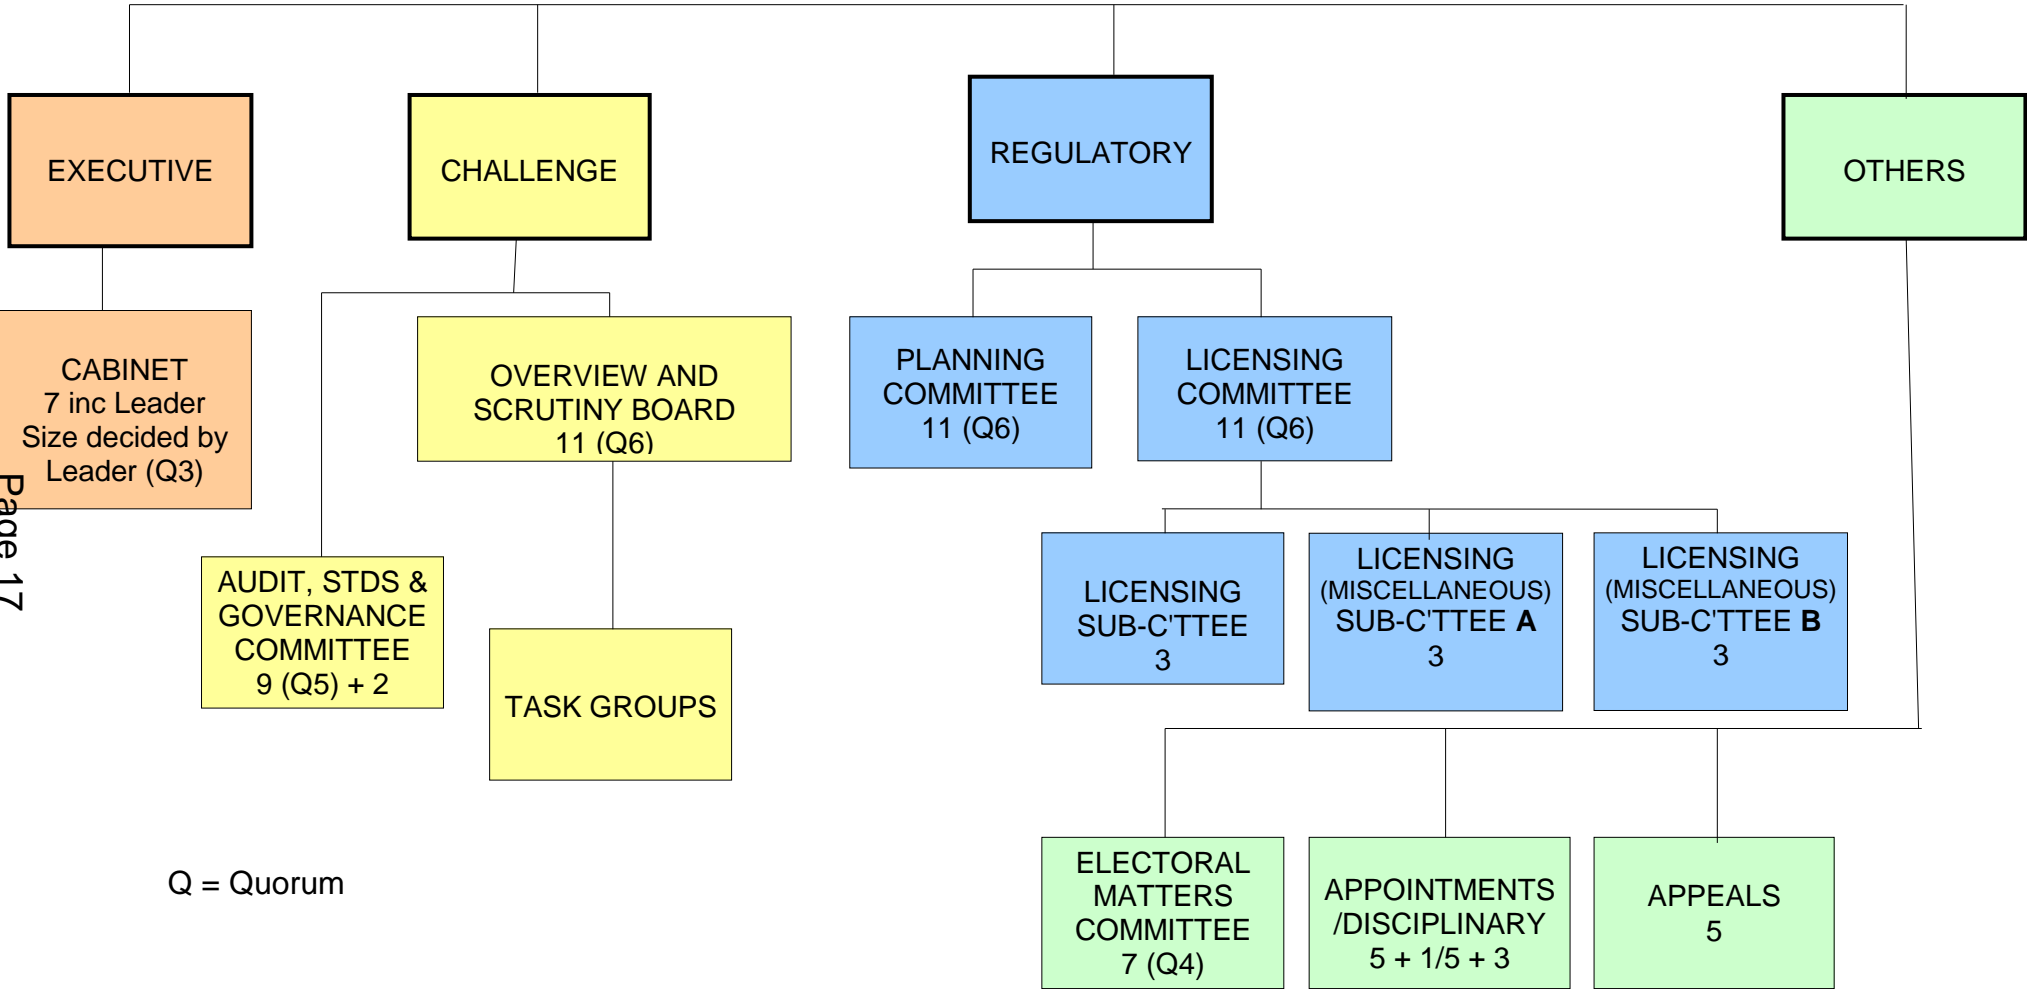 EXECUTIVE
CHALLENGE
REGULATORY
OTHERS
CABINET
7 inc Leader
Size decided by
Leader (Q3)
OVERVIEW AND
SCRUTINY BOARD
11 (Q6)
PLANNING
COMMITTEE
11 (Q6)
LICENSING
COMMITTEE
11 (Q6)
AUDIT, STDS &
GOVERNANCE
COMMITTEE
9 (Q5) + 2
TASK GROUPS
LICENSING
SUB-C'TTEE
3
LICENSING
(MISCELLANEOUS)
SUB-C'TTEE A
3
LICENSING
(MISCELLANEOUS)
SUB-C'TTEE B
3
ELECTORAL
MATTERS
COMMITTEE
7 (Q4)
APPOINTMENTS
/DISCIPLINARY
5 + 1/5 + 3
APPEALS
5
Q = Quorum
Page 17